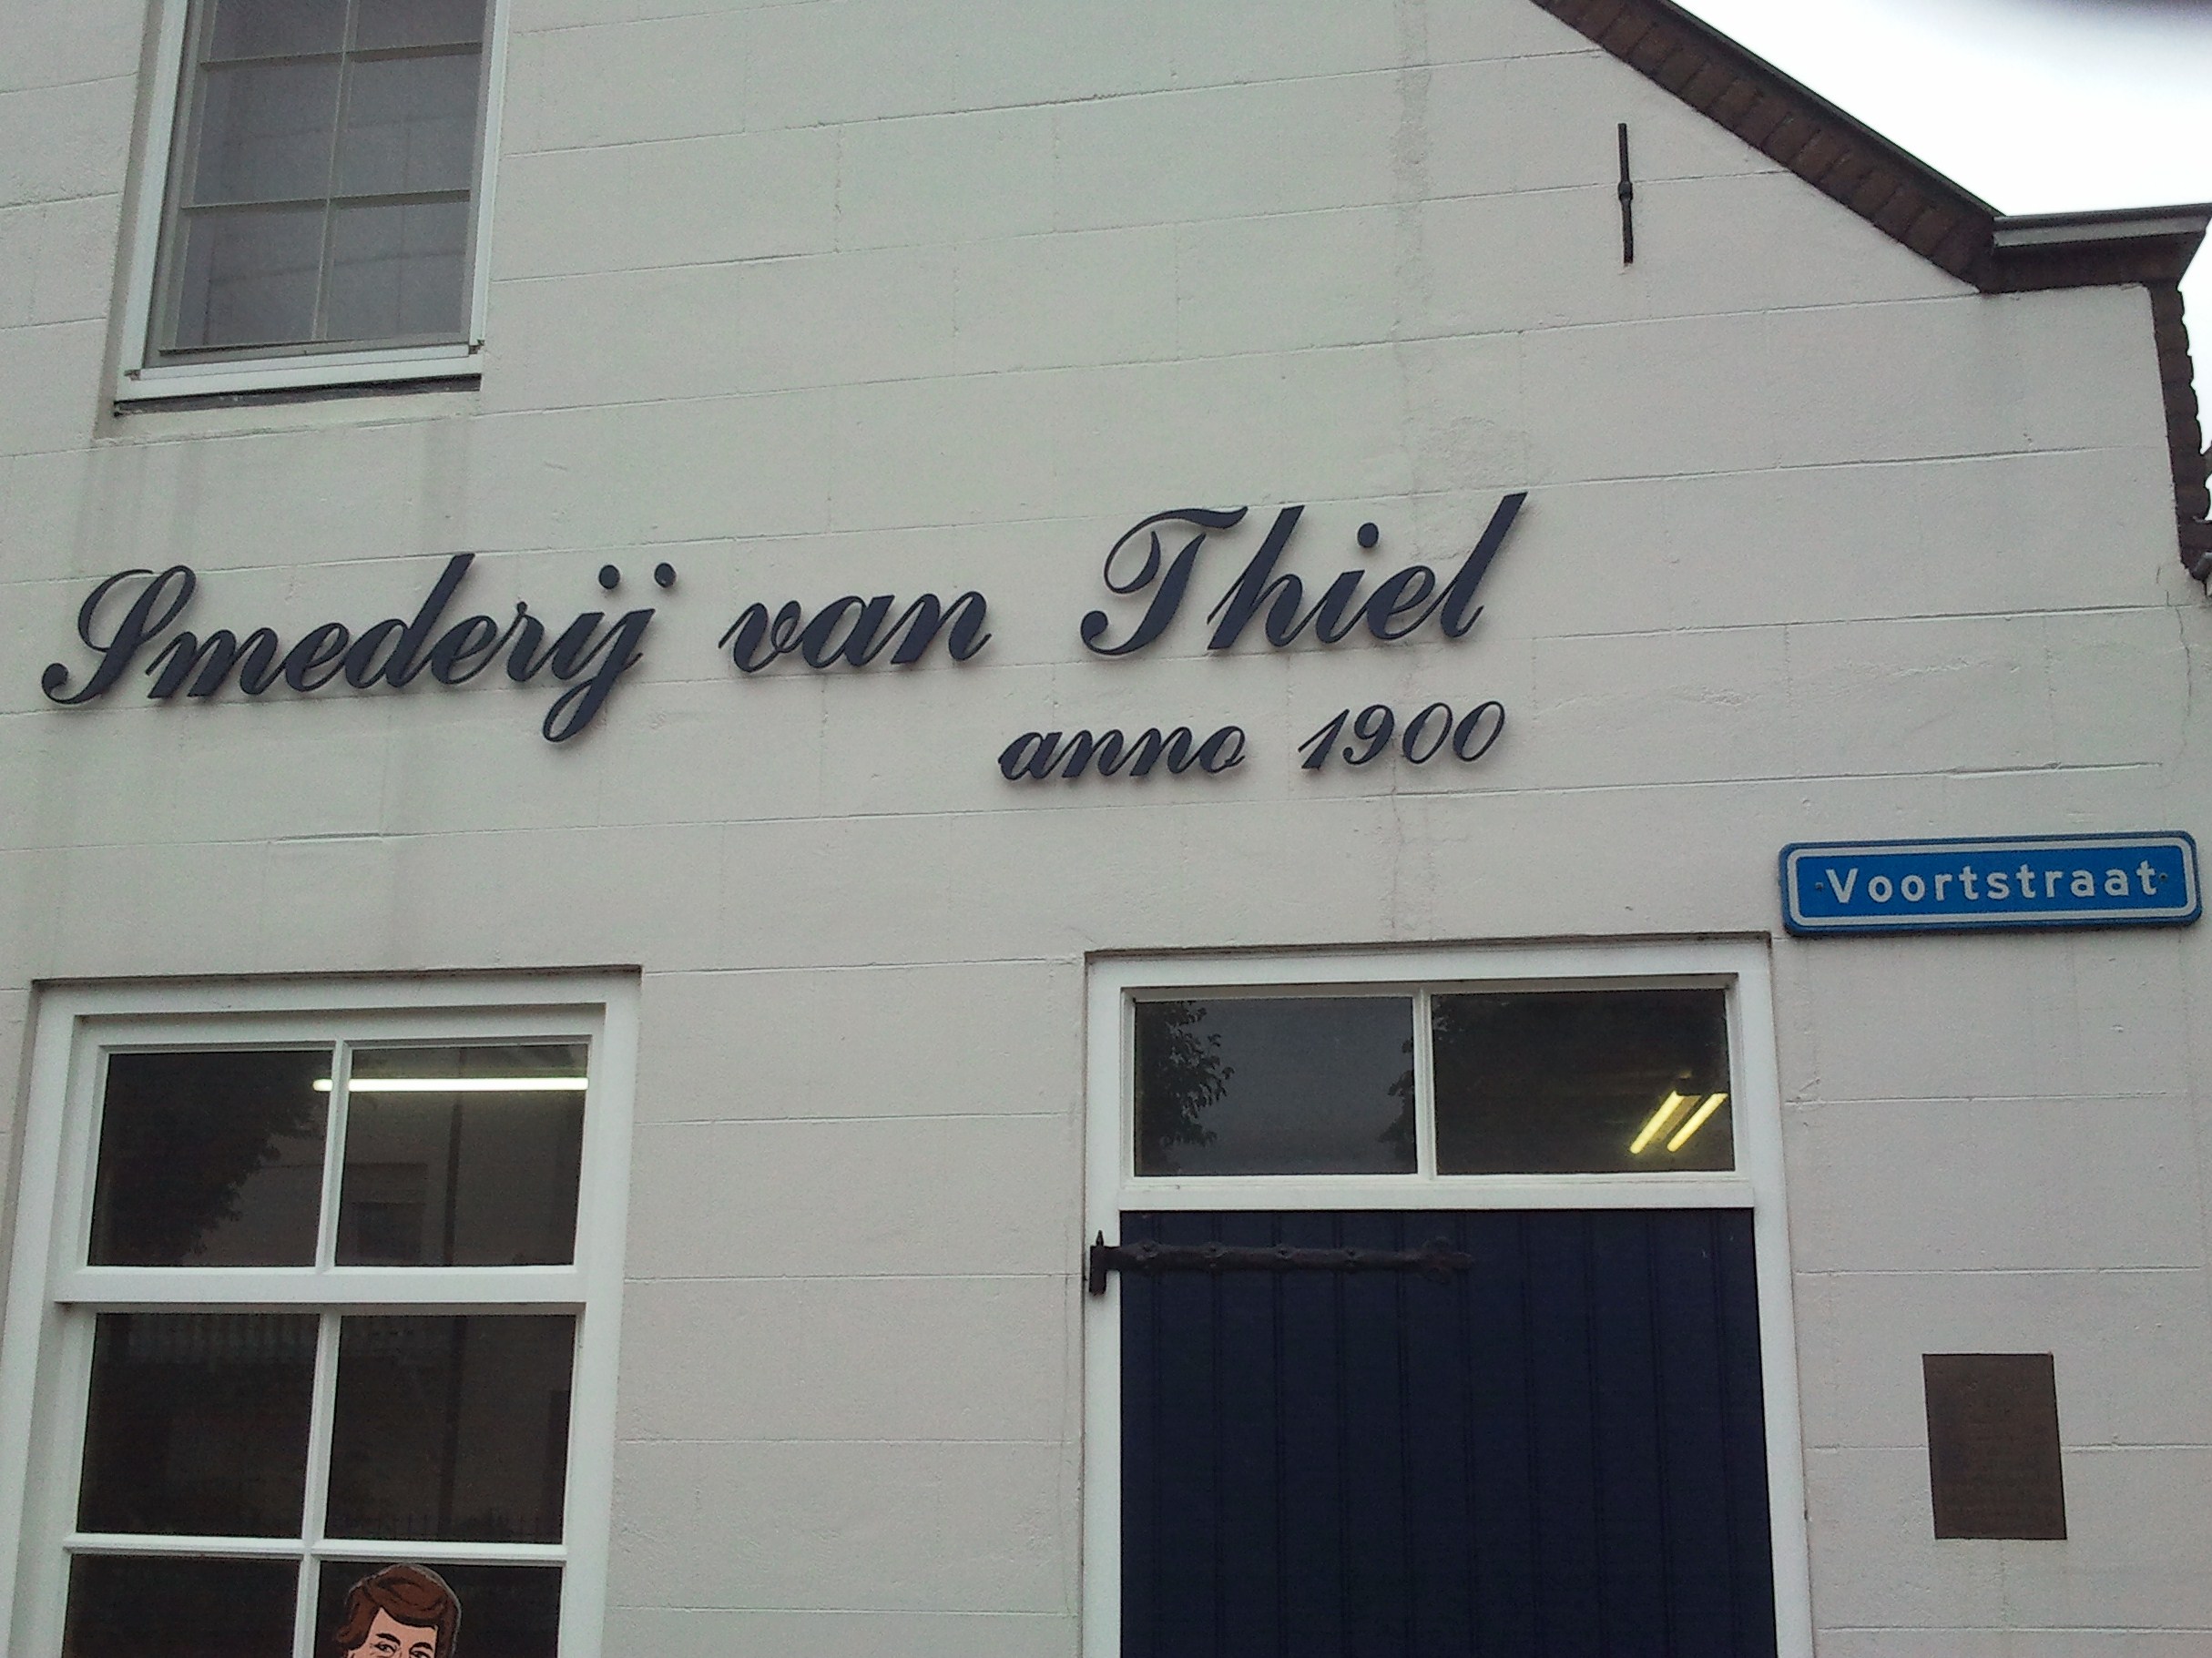 Smederij van Thiel
anno 1900
Voortstraat